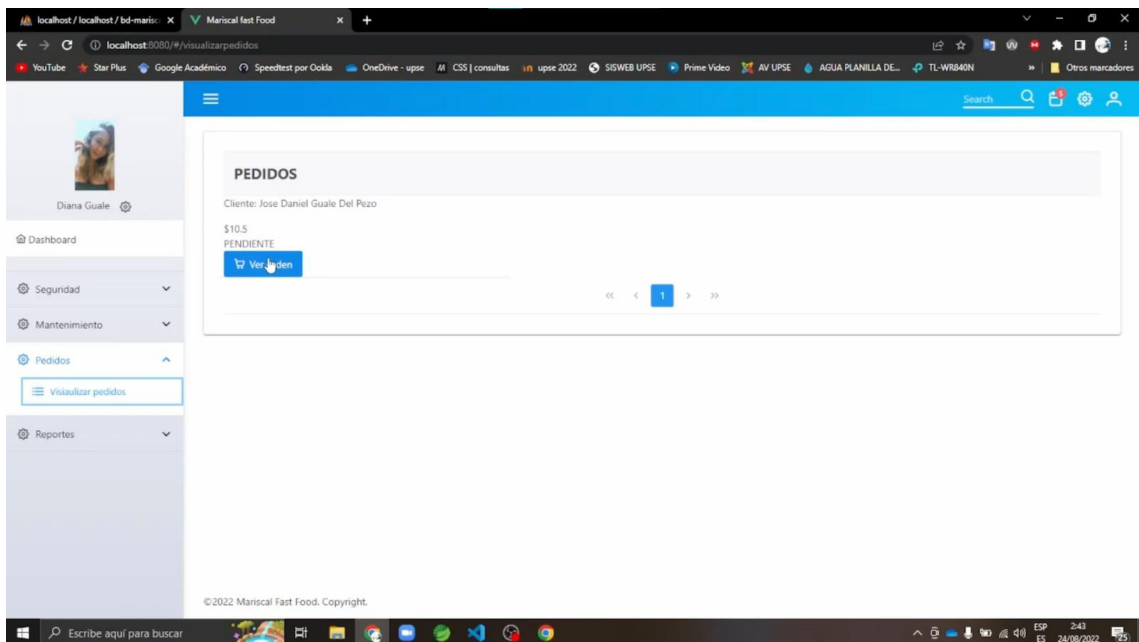 localhost / localhost / bd-marisc
Mariscal fast Food
localhost:8080/#/visualizarpedidos
YouTube Star Plus Google Académico Speedtest por Ookla OneDrive - upse CSS | consultas upse 2022 SISWEB UPSE Prime Video AV UPSE AGUA PLANILLA DE... TL-WR840N » Otros marcadores
Search
5
Diana Guale
Dashboard
Seguridad
Mantenimiento
Pedidos
Visiaulizar pedidos
Reportes
PEDIDOS
Cliente: Jose Daniel Guale Del Pezo
$10.5
PENDIENTE
Ver
<< < 1 > >>
©2022 Mariscal Fast Food. Copyright.
Escribe aquí para buscar
ESP
ES
2:43
24/08/2022
25